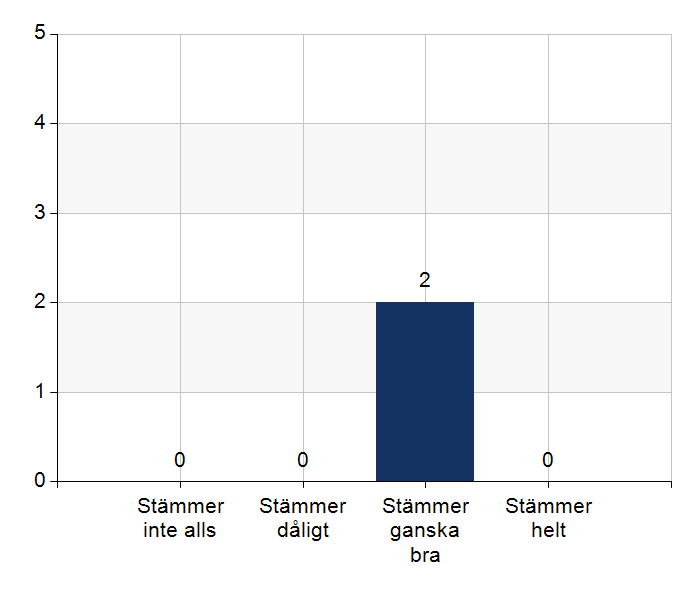 5
4
3
2
1
0
0
0
2
0
Stämmer
inte alls
Stämmer
dåligt
Stämmer
ganska
bra
Stämmer
helt